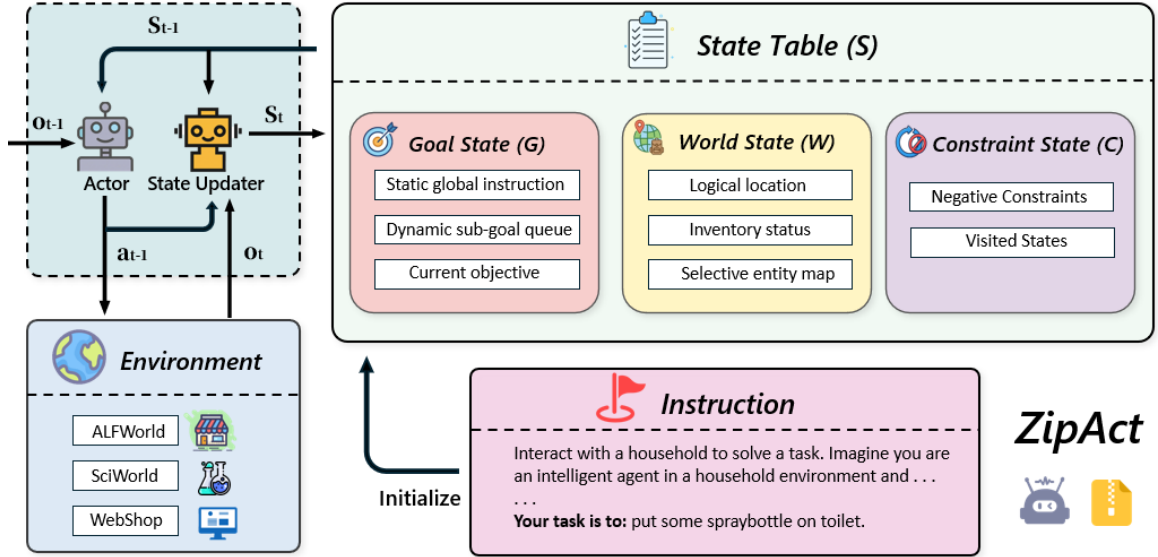 St-1
ot-1
St
Actor
State Updater
at-1
ot
State Table (S)
Goal State (G)
Static global instruction
Dynamic sub-goal queue
Current objective
World State (W)
Logical location
Inventory status
Selective entity map
Constraint State (C)
Negative Constraints
Visited States
Environment
ALFWorld
SciWorld
WebShop
Initialize
Instruction
Interact with a household to solve a task. Imagine you are
an intelligent agent in a household environment and . . .
. . .
Your task is to: put some spraybottle on toilet.
ZipAct